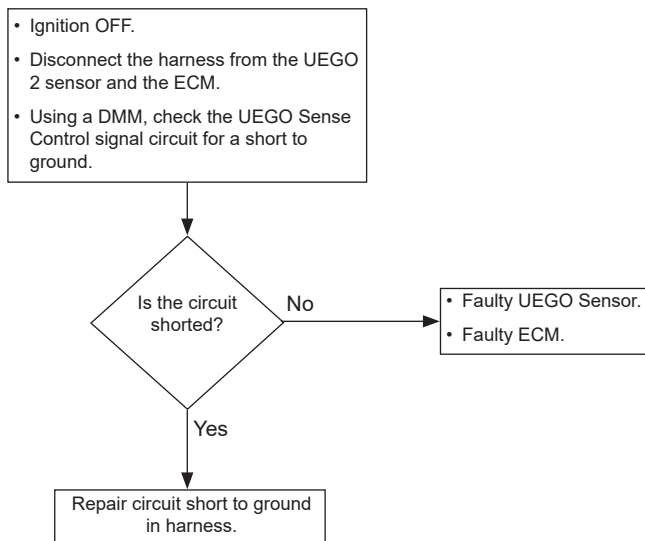 • Ignition OFF.
• Disconnect the harness from the UEGO
2 sensor and the ECM.
• Using a DMM, check the UEGO Sense
Control signal circuit for a short to
ground.
Is the circuit
shorted?
No
• Faulty UEGO Sensor.
• Faulty ECM.
Yes
Repair circuit short to ground
in harness.